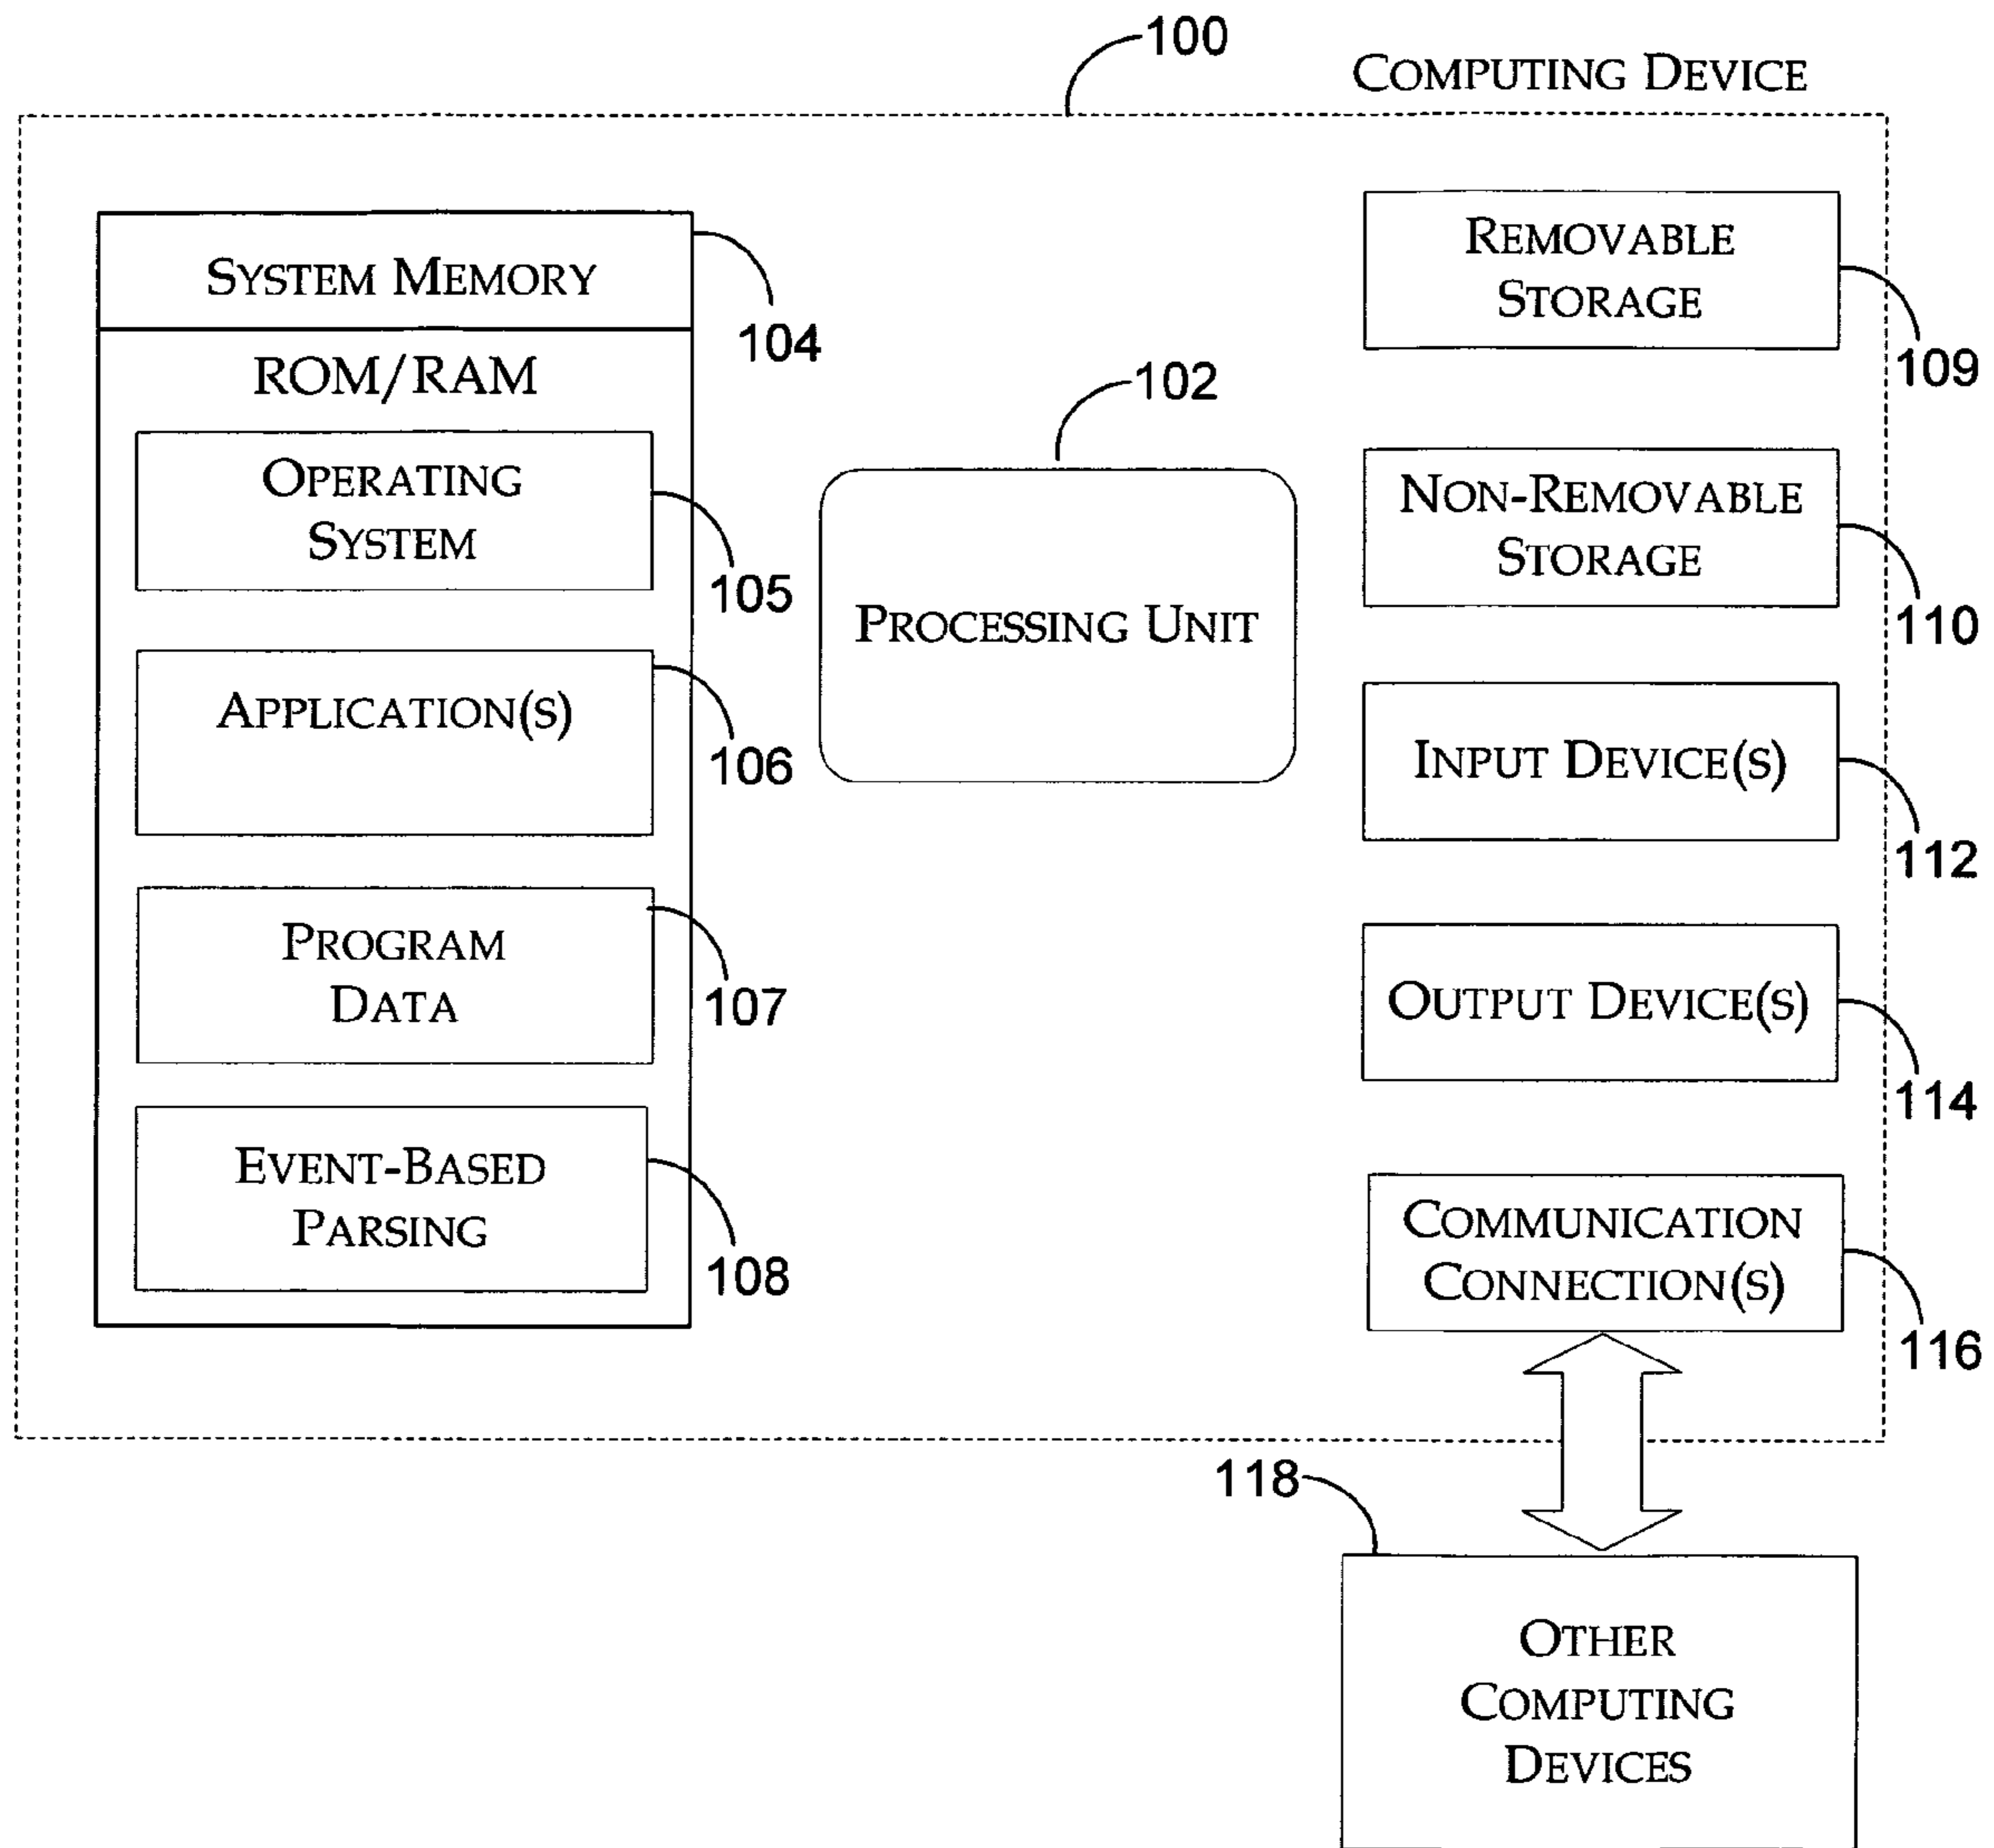 100
COMPUTING DEVICE
SYSTEM MEMORY
104
ROM/RAM
OPERATING
SYSTEM
105
APPLICATION(S)
106
PROGRAM
DATA
107
EVENT-BASED
PARSING
108
102
PROCESSING UNIT
REMOVABLE
STORAGE
109
NON-REMOVABLE
STORAGE
110
INPUT DEVICE(S)
112
OUTPUT DEVICE(S)
114
COMMUNICATION
CONNECTION(S)
116
118
OTHER
COMPUTING
DEVICES